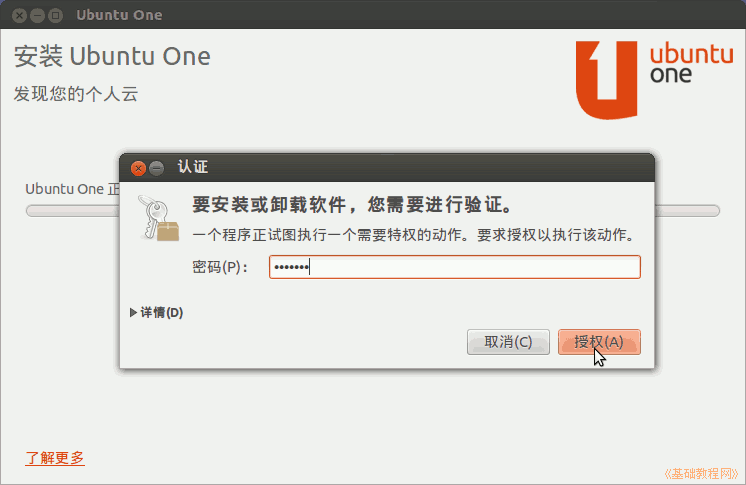 Ubuntu One
安装 Ubuntu One
发现您的个人云
ubuntu
one
认证
Ubuntu One 正
要安装或卸载软件，您需要进行验证。
一个程序正试图执行一个需要特权的动作。要求授权以执行该动作。
密码(P)：
•••••••
详情(D)
取消(C)
授权(A)
了解更多
《基础教程网》